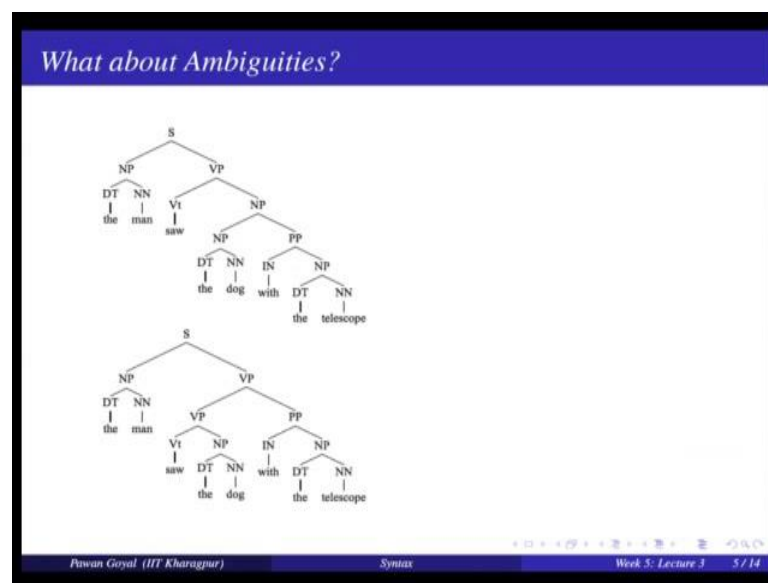 What about Ambiguities?
S
NP VP
DT NN Vt NP
the man saw NP PP
DT NN IN NP
the dog with DT NN
the telescope
S
NP VP
DT NN VP PP
the man Vt NP IN NP
saw DT NN with DT NN
the dog the telescope
Pawan Goyal (IIT Kharagpur) Syntax Week 5: Lecture 3 5 / 14